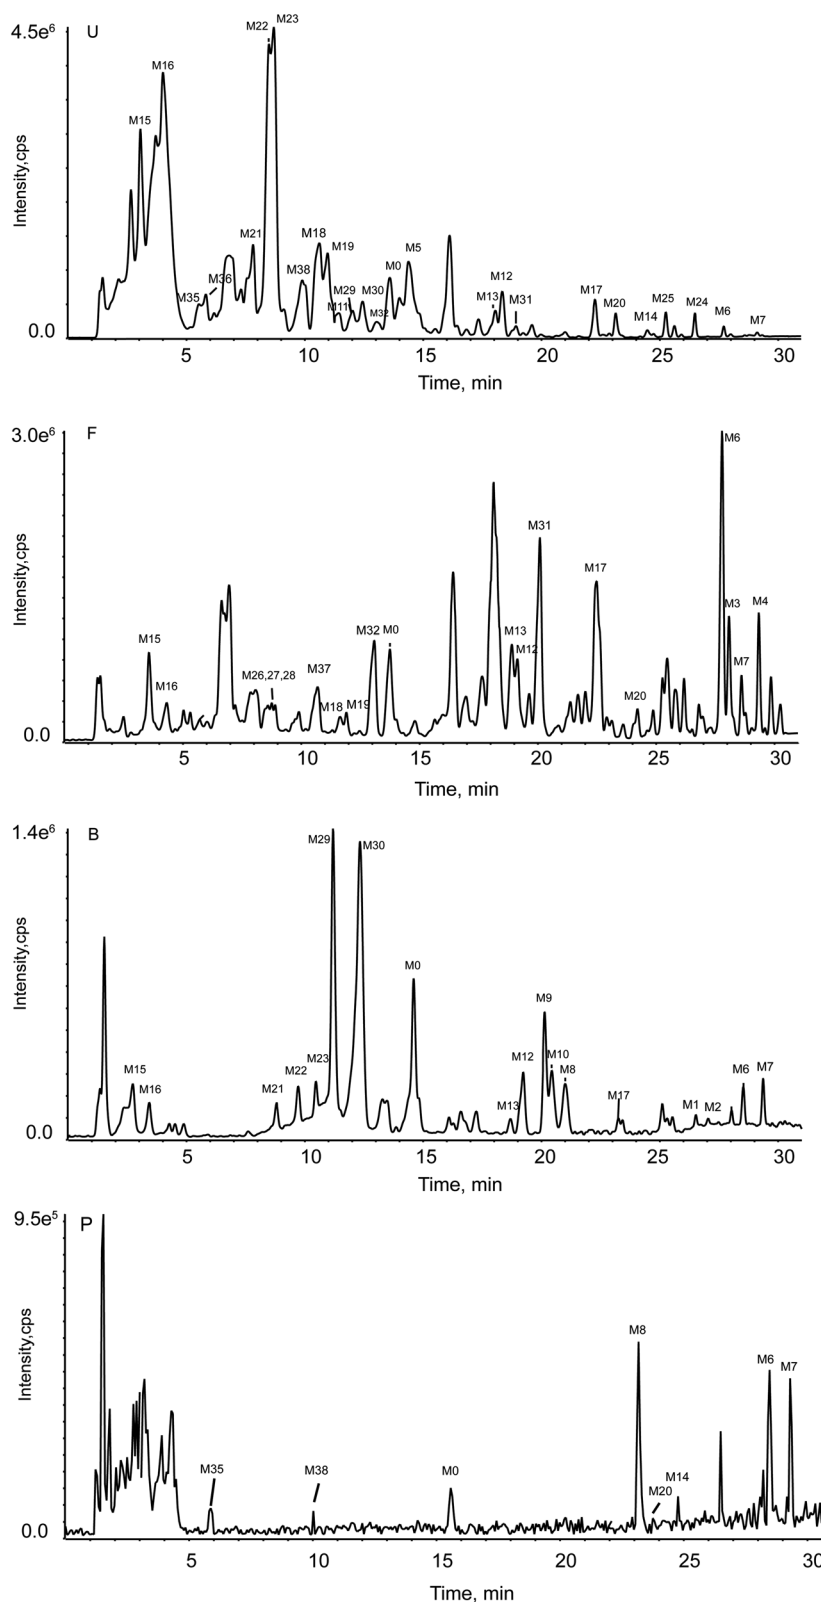 4.5e6
U
M22
M23
M16
M15
M21
M18
M19
M5
M38
M36
M35
M0
M29
M30
M11
M32
M12
M13
M31
M17
M20
M14
M25
M24
M6
M7
0.0
5
10
15
20
25
30
Intensity,cps
Time, min
3.0e6
F
M6
M31
M17
M15
M16
M26,27,28
M37
M18
M19
M32
M0
M13
M12
M20
M3
M4
M7
0.0
5
10
15
20
25
30
Intensity,cps
Time, min
1.4e6
B
M29
M30
M0
M9
M10
M8
M12
M13
M15
M16
M21
M22
M23
M17
M1
M2
M6
M7
0.0
5
10
15
20
25
30
Intensity,cps
Time, min
9.5e5
P
M8
M6
M7
M35
M38
M0
M20
M14
0.0
5
10
15
20
25
30
Intensity,cps
Time, min